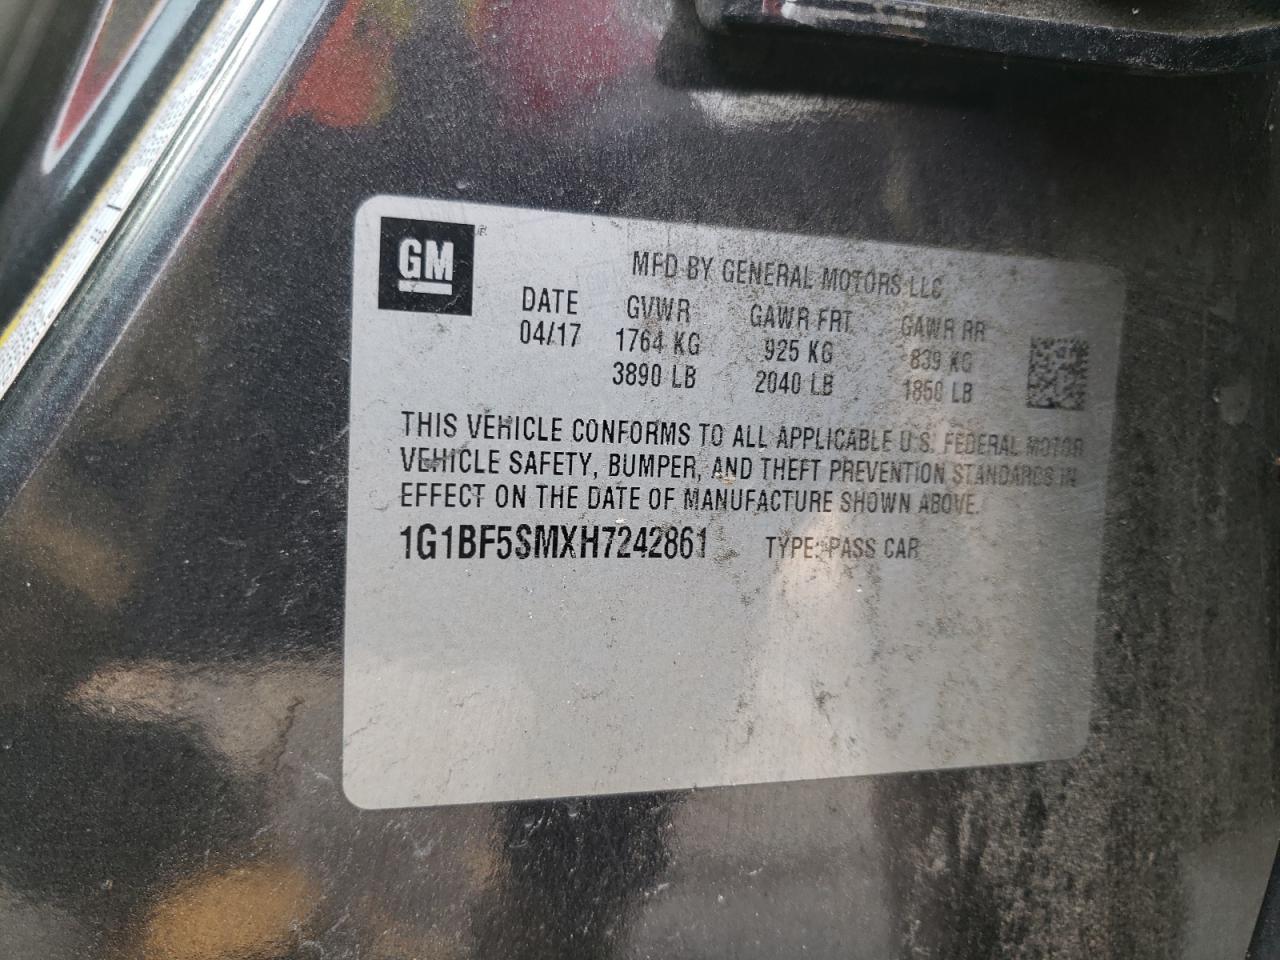 GM
MFD BY GENERAL MOTORS LLC
DATE GVWR GAWR FRT GAWR RR
04/17 1764 KG 925 KG 839 KG
3890 LB 2040 LB 1850 LB
THIS VEHICLE CONFORMS TO ALL APPLICABLE U.S. FEDERAL MOTOR
VEHICLE SAFETY, BUMPER, AND THEFT PREVENTION STANDARDS IN
EFFECT ON THE DATE OF MANUFACTURE SHOWN ABOVE.
1G1BF5SMXH7242861 TYPE: PASS CAR